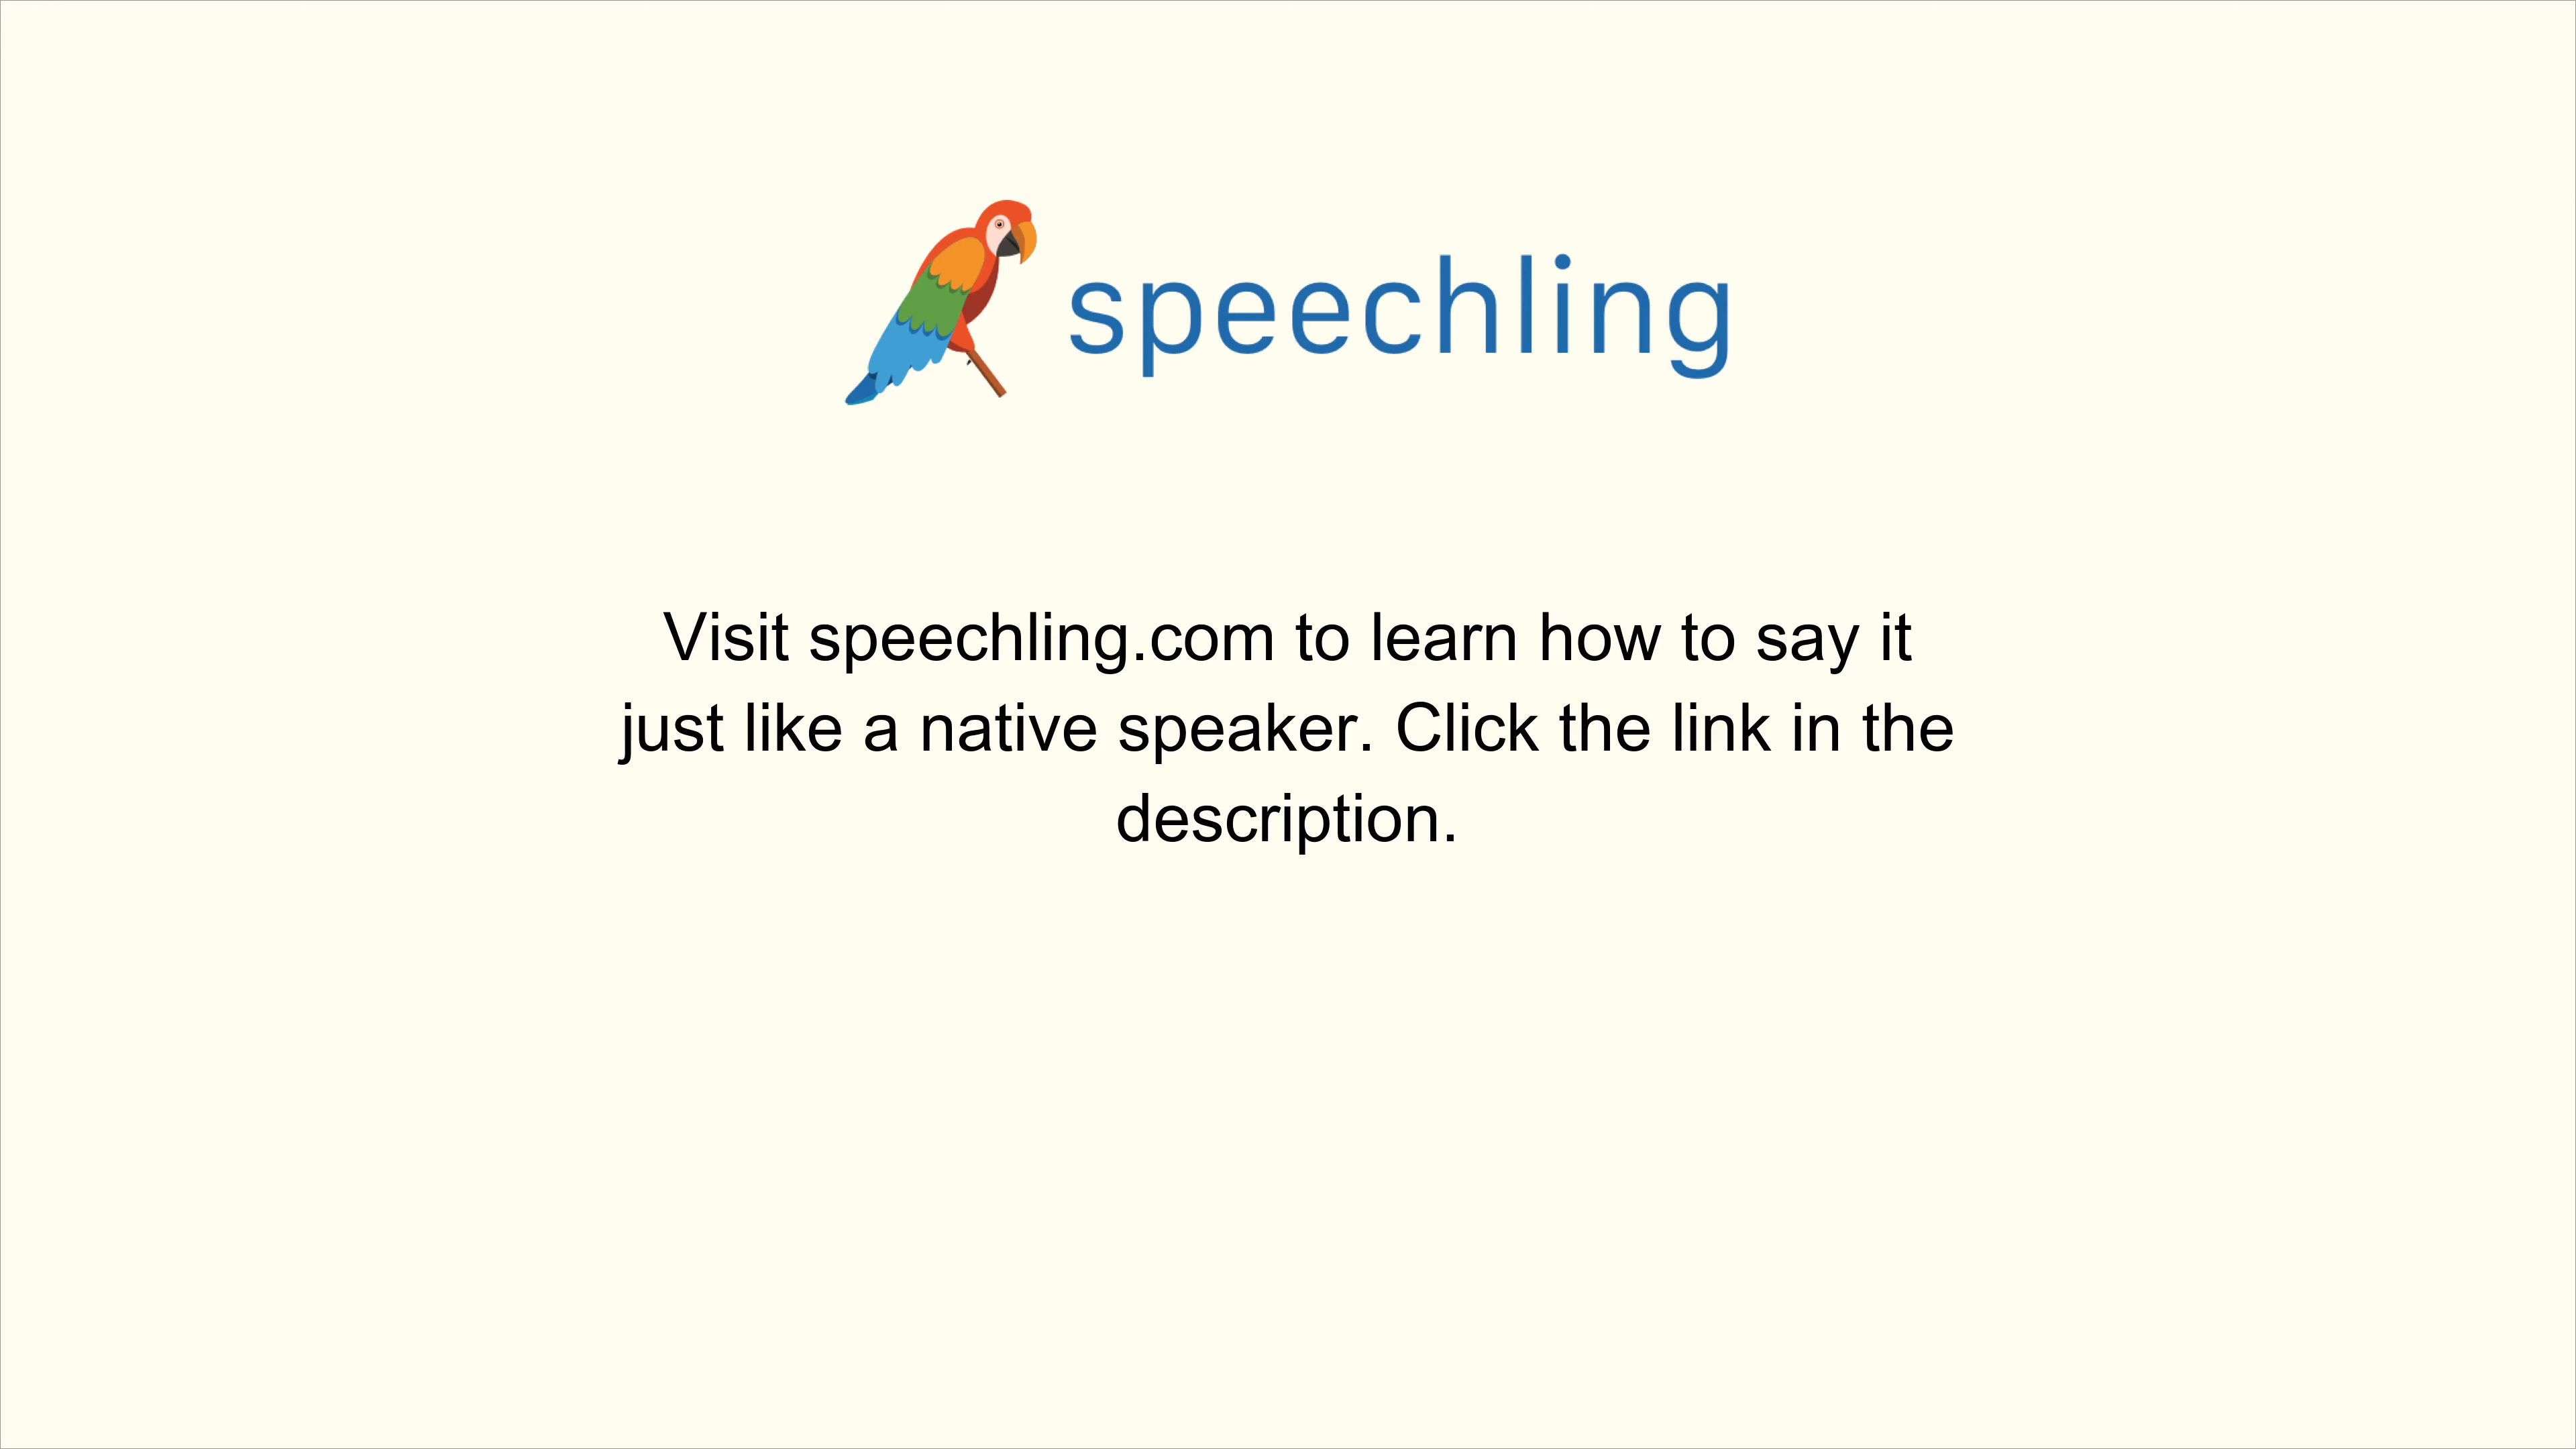 speechling
Visit speechling.com to learn how to say it
just like a native speaker. Click the link in the
description.